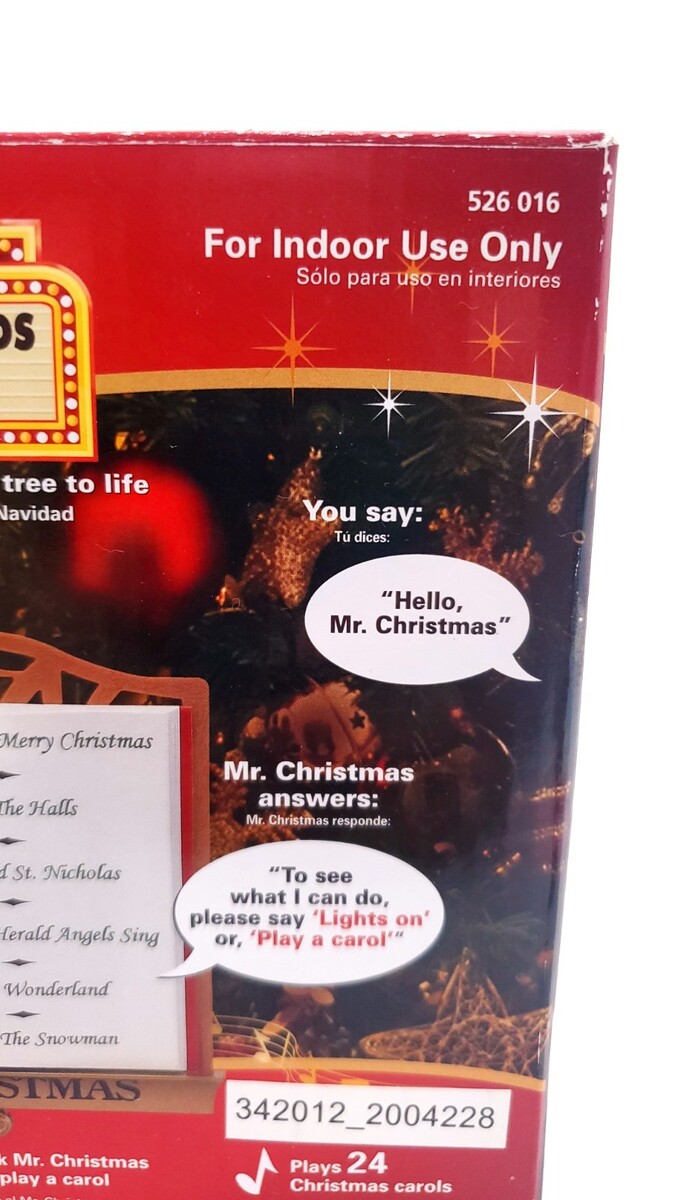 526 016
For Indoor Use Only
Sólo para uso en interiores
OS
tree to life
Navidad
You say:
Tú dices:
“Hello,
Mr. Christmas”
Merry Christmas
The Halls
St. Nicholas
Herald Angels Sing
Wonderland
The Snowman
Mr. Christmas
answers:
Mr. Christmas responde:
“To see
what I can do,
please say ‘Lights on‘
or, ‘Play a carol’“
STMAS
342012_2004228
k Mr. Christmas
play a carol
Plays 24
Christmas carols